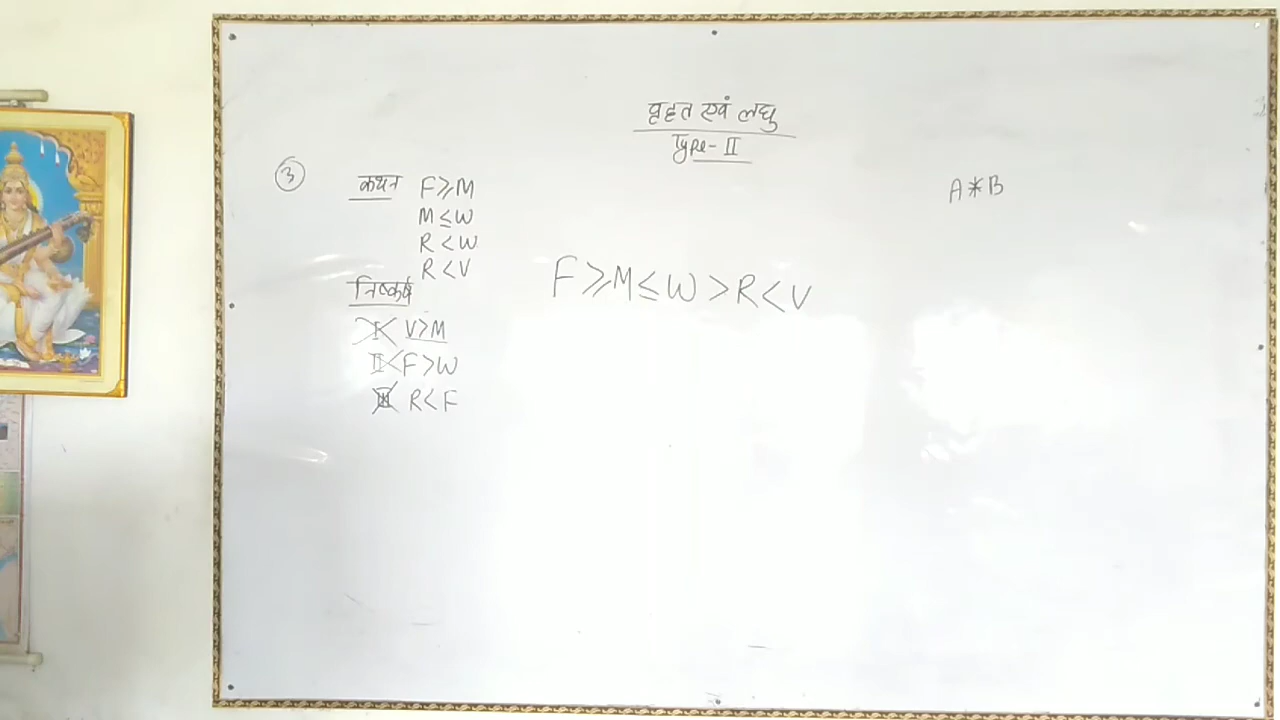 वृहत एवं लघु
Type-II
③
कथन F⩾M
M≤W
R<W
R<V
निष्कर्ष
I V>M
II F>W
III R<F
F⩾M≤W>R<V
A*B